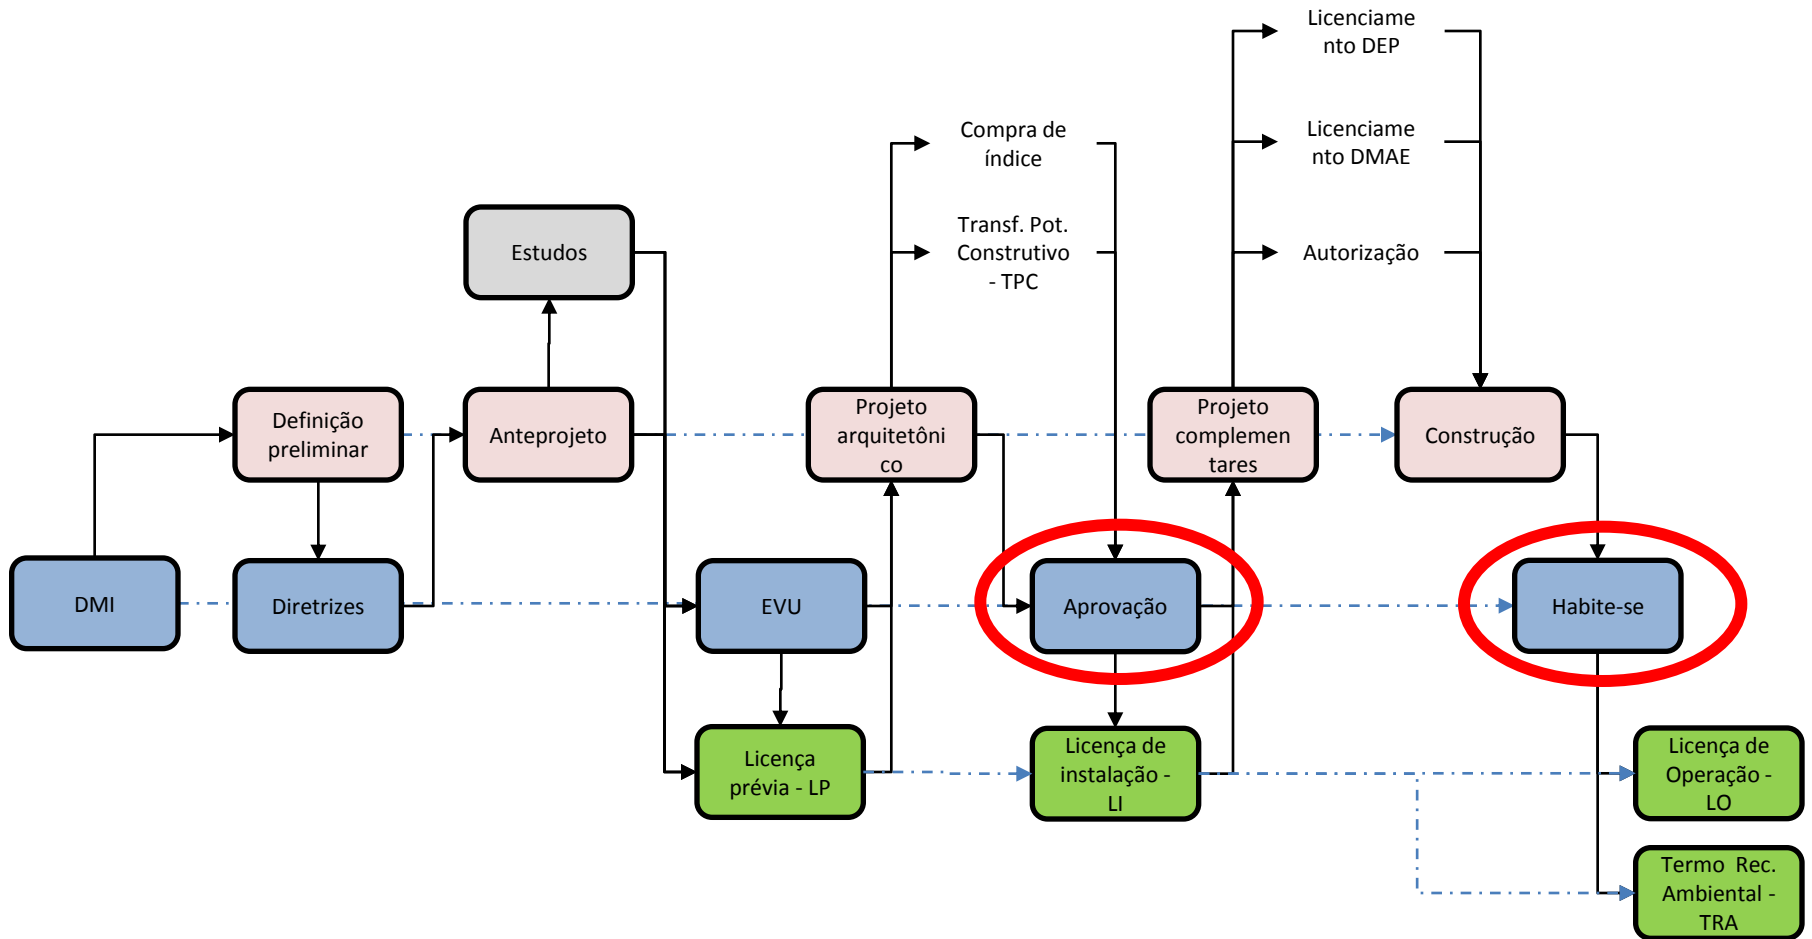 Licenciame
nto DEP
Compra de
índice
Licenciame
nto DMAE
Estudos
Transf. Pot.
Construtivo
- TPC
Autorização
Definição
preliminar
Anteprojeto
Projeto
arquitetôni
co
Projeto
complemen
tares
Construção
DMI
Diretrizes
EVU
Aprovação
Habite-se
Licença
prévia - LP
Licença de
instalação -
LI
Licença de
Operação -
LO
Termo Rec.
Ambiental -
TRA